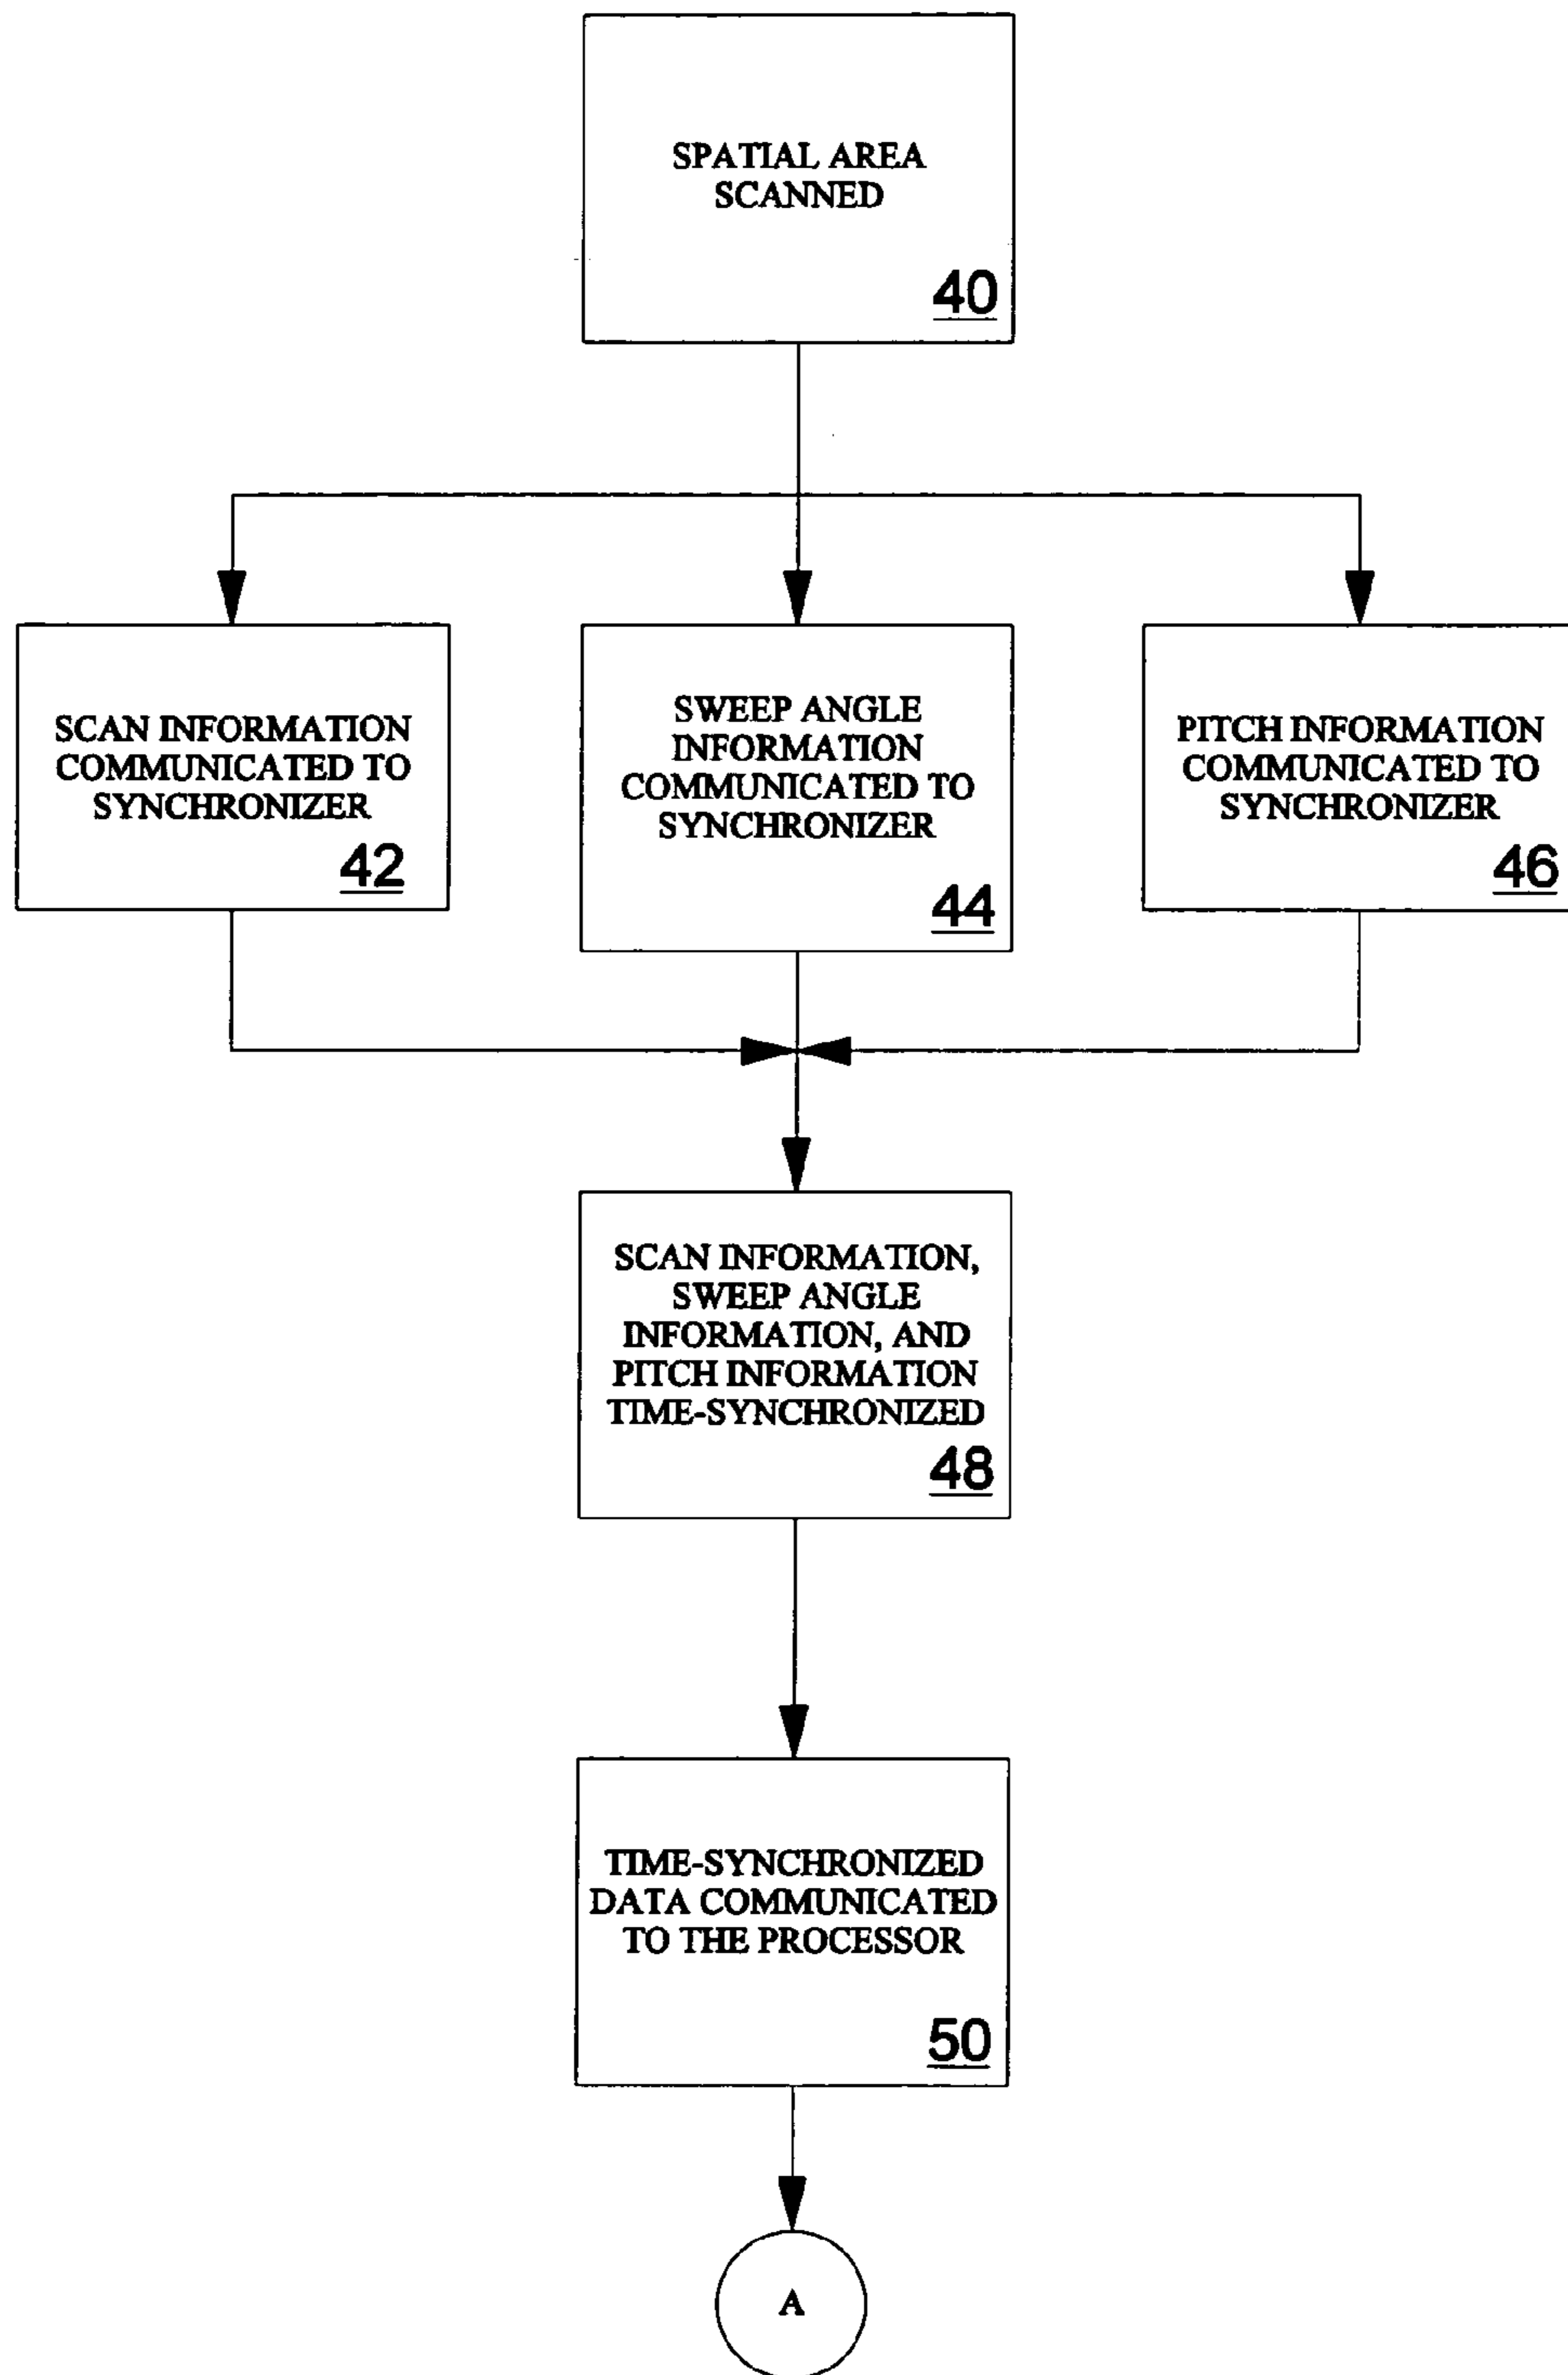 SPATIAL AREA
SCANNED
40
SCAN INFORMATION
COMMUNICATED TO
SYNCHRONIZER
42
SWEEP ANGLE
INFORMATION
COMMUNICATED TO
SYNCHRONIZER
44
PITCH INFORMATION
COMMUNICATED TO
SYNCHRONIZER
46
SCAN INFORMATION,
SWEEP ANGLE
INFORMATION, AND
PITCH INFORMATION
TIME-SYNCHRONIZED
48
TIME-SYNCHRONIZED
DATA COMMUNICATED
TO THE PROCESSOR
50
A